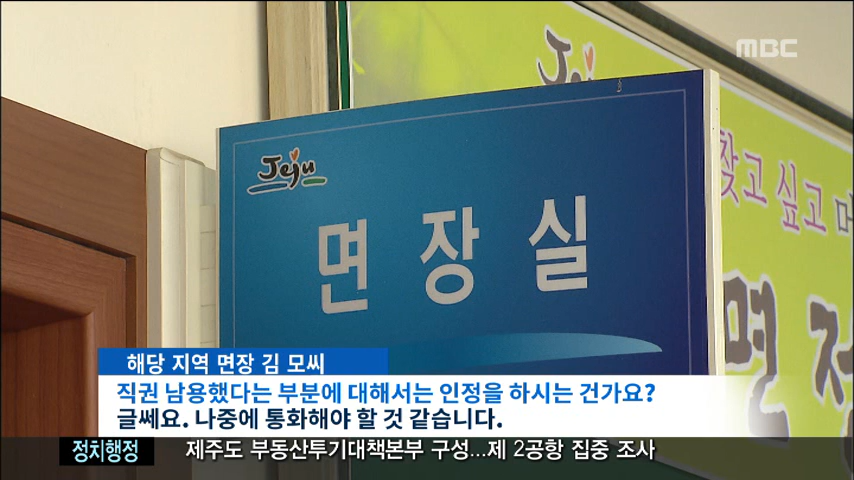 MBC
Jeju
Jeju
면장실
찾고 싶고 머
면 정
해당 지역 면장 김 모씨
직권 남용했다는 부분에 대해서는 인정을 하시는 건가요?
글쎄요. 나중에 통화해야 할 것 같습니다.
정치행정 제주도 부동산투기대책본부 구성...제 2공항 집중 조사